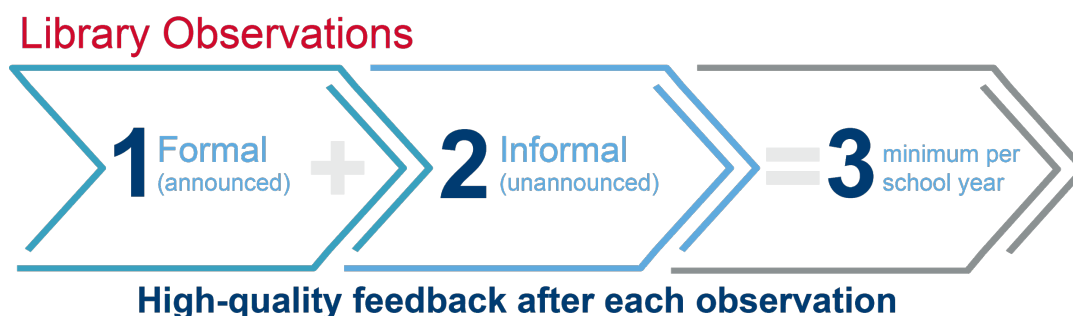 Library Observations
1 Formal (announced) + 2 Informal (unannounced) = 3 minimum per school year
High-quality feedback after each observation